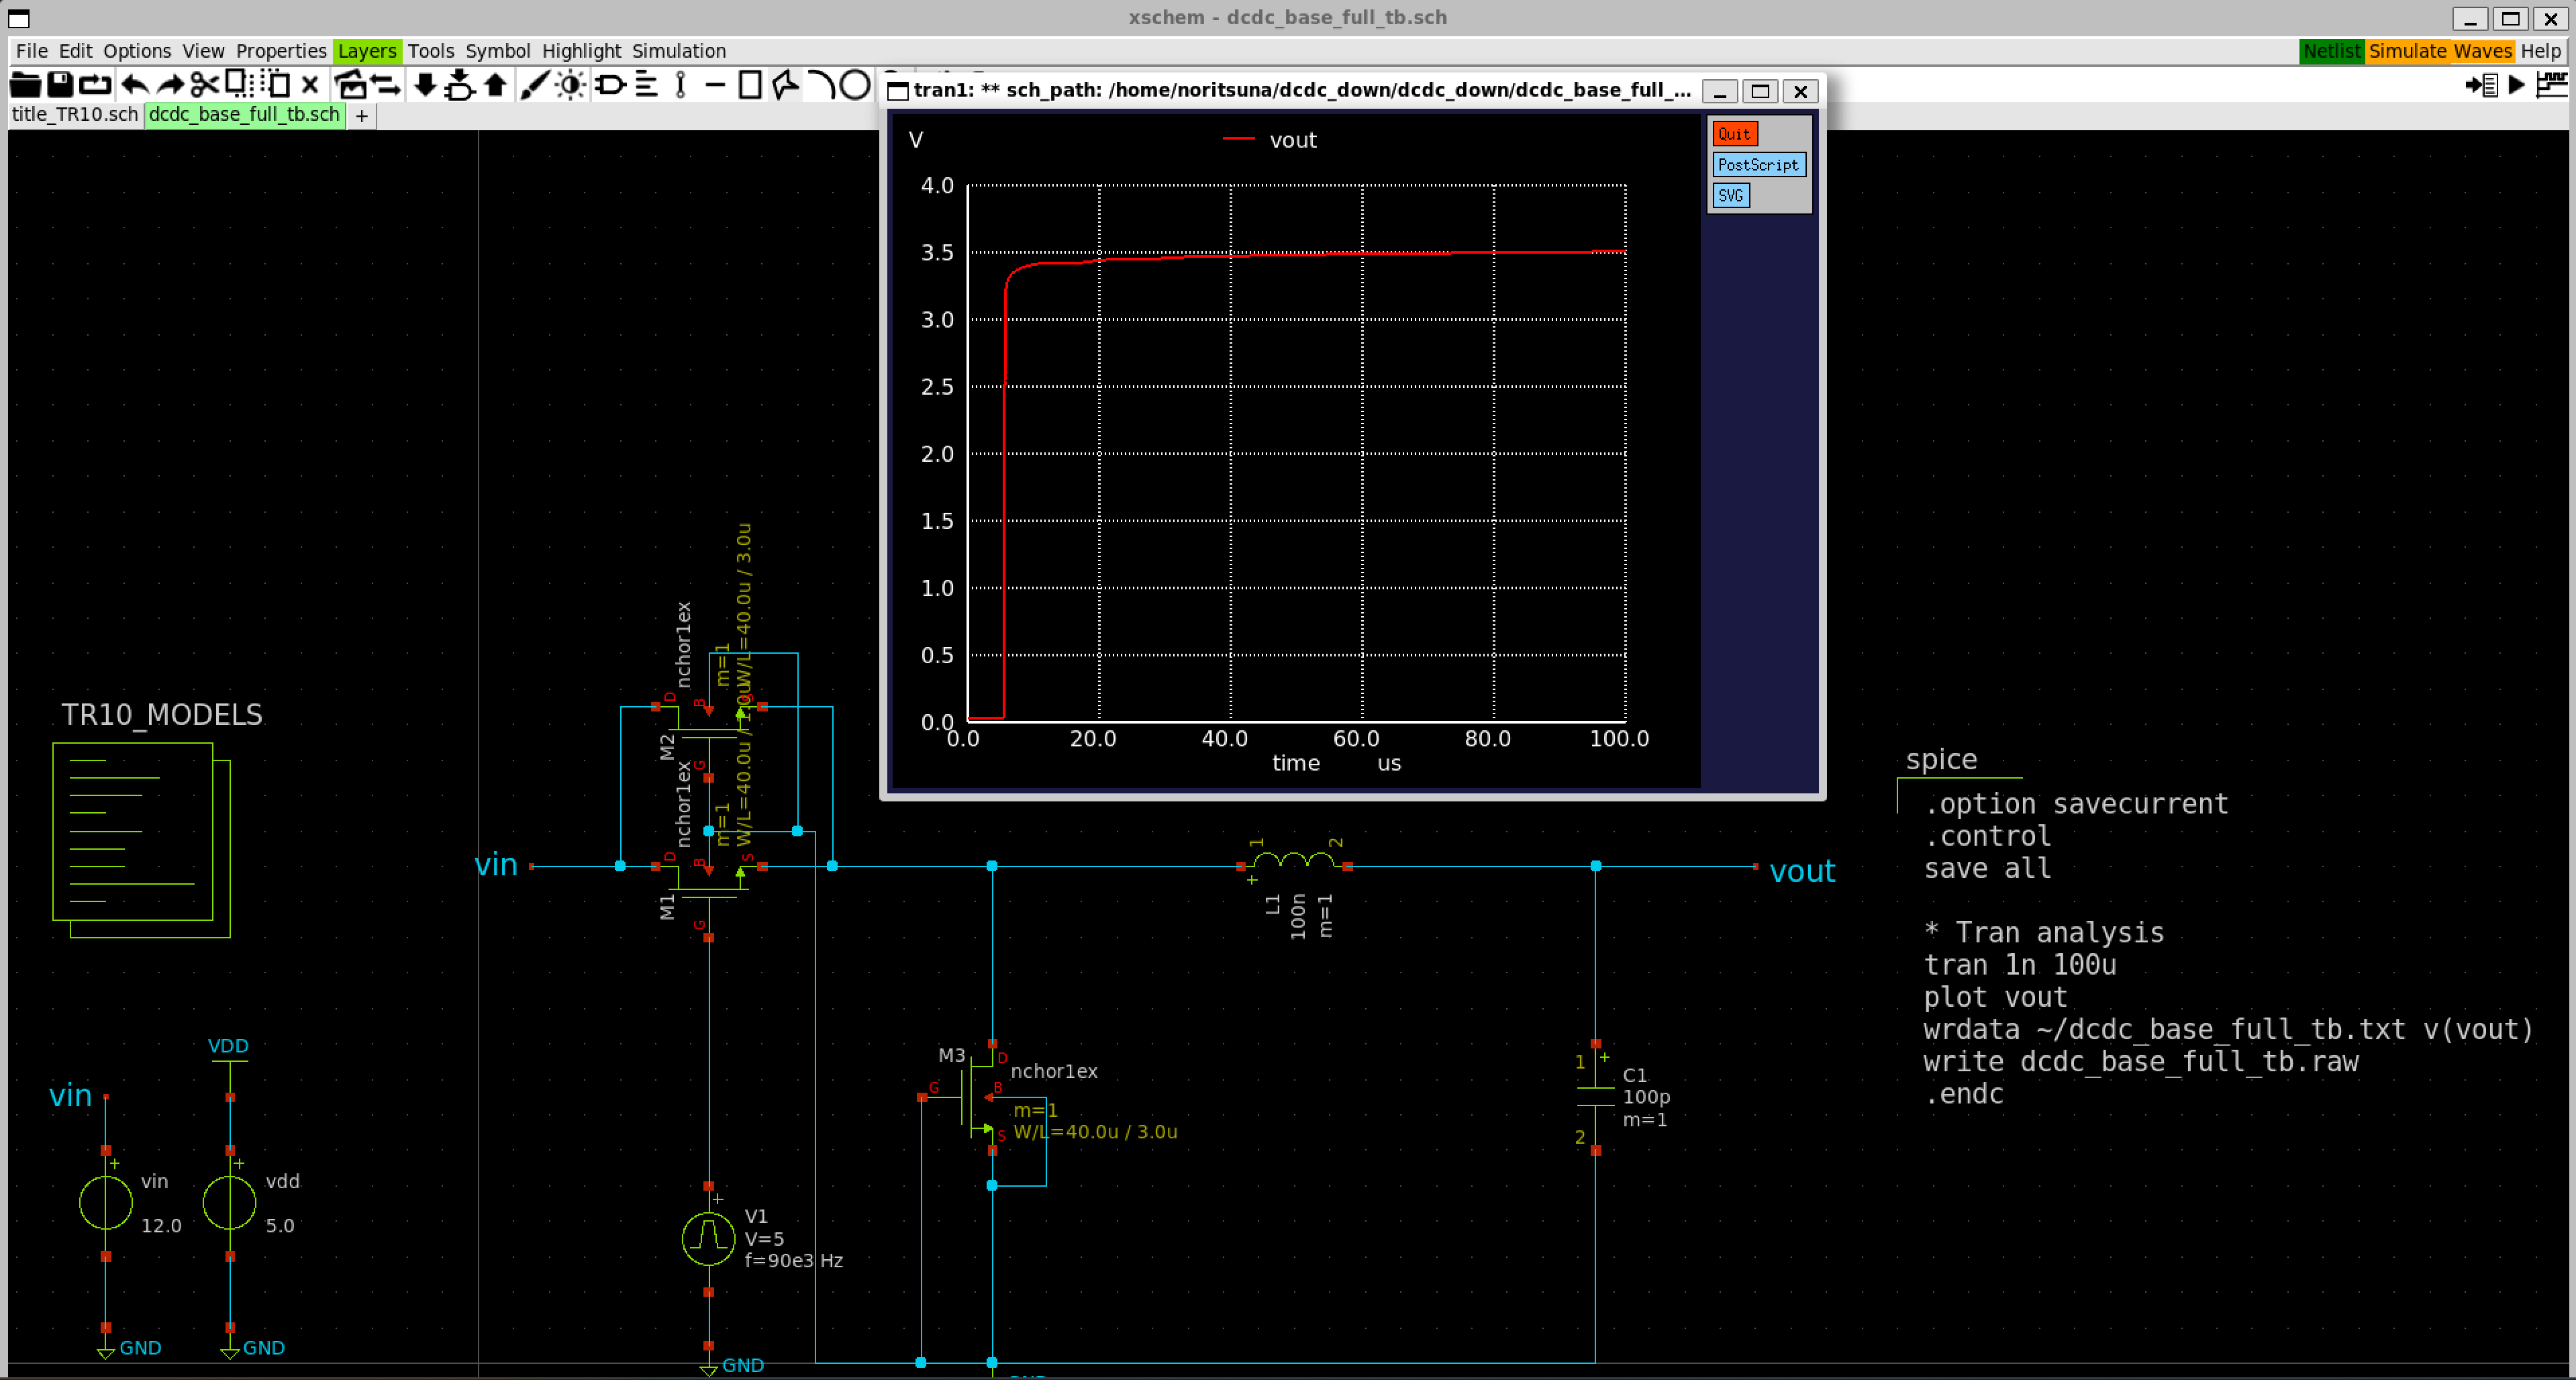 xschem - dcdc_base_full_tb.sch
File Edit Options View Properties Layers Tools Symbol Highlight Simulation
Netlist Simulate Waves Help
title_TR10.sch dcdc_base_full_tb.sch +
tran1: ** sch_path: /home/noritsuna/dcdc_down/dcdc_down/dcdc_base_full_...
Quit
PostScript
SVG
V
vout
4.0
3.5
3.0
2.5
2.0
1.5
1.0
0.5
0.0
0.0 20.0 40.0 60.0 80.0 100.0
time us
TR10_MODELS
nchor1ex
m=1
W/L=40.0u / 3.0u
D
B
G
M2
nchor1ex
m=1
W/L=40.0u / 1.0u
vin
D
B
S
G
M1
1
2
+
L1
100n
m=1
vout
M3
D
nchor1ex
G
B
m=1
S
W/L=40.0u / 3.0u
1
+
C1
100p
m=1
2
VDD
vin
+
vin
12.0
+
vdd
5.0
GND
GND
+
V1
V=5
f=90e3 Hz
GND
spice
.option savecurrent
.control
save all
* Tran analysis
tran 1n 100u
plot vout
wrdata ~/dcdc_base_full_tb.txt v(vout)
write dcdc_base_full_tb.raw
.endc